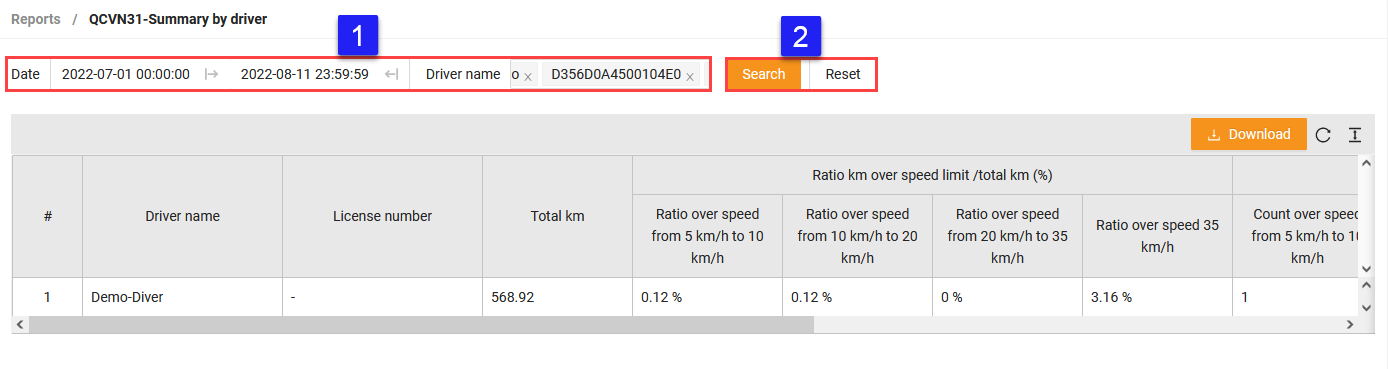 Reports / QCVN31-Summary by driver
1
2
Date 2022-07-01 00:00:00 2022-08-11 23:59:59 Driver name o × D356D0A4500104E0 × Search Reset
Download
Ratio km over speed limit /total km (%)
# Driver name License number Total km
Ratio over speed
from 5 km/h to 10
km/h
Ratio over speed
from 10 km/h to 20
km/h
Ratio over speed
from 20 km/h to 35
km/h
Ratio over speed 35
km/h
Count over speed
from 5 km/h to 10
km/h
1 Demo-Diver - 568.92 0.12 % 0.12 % 0 % 3.16 % 1